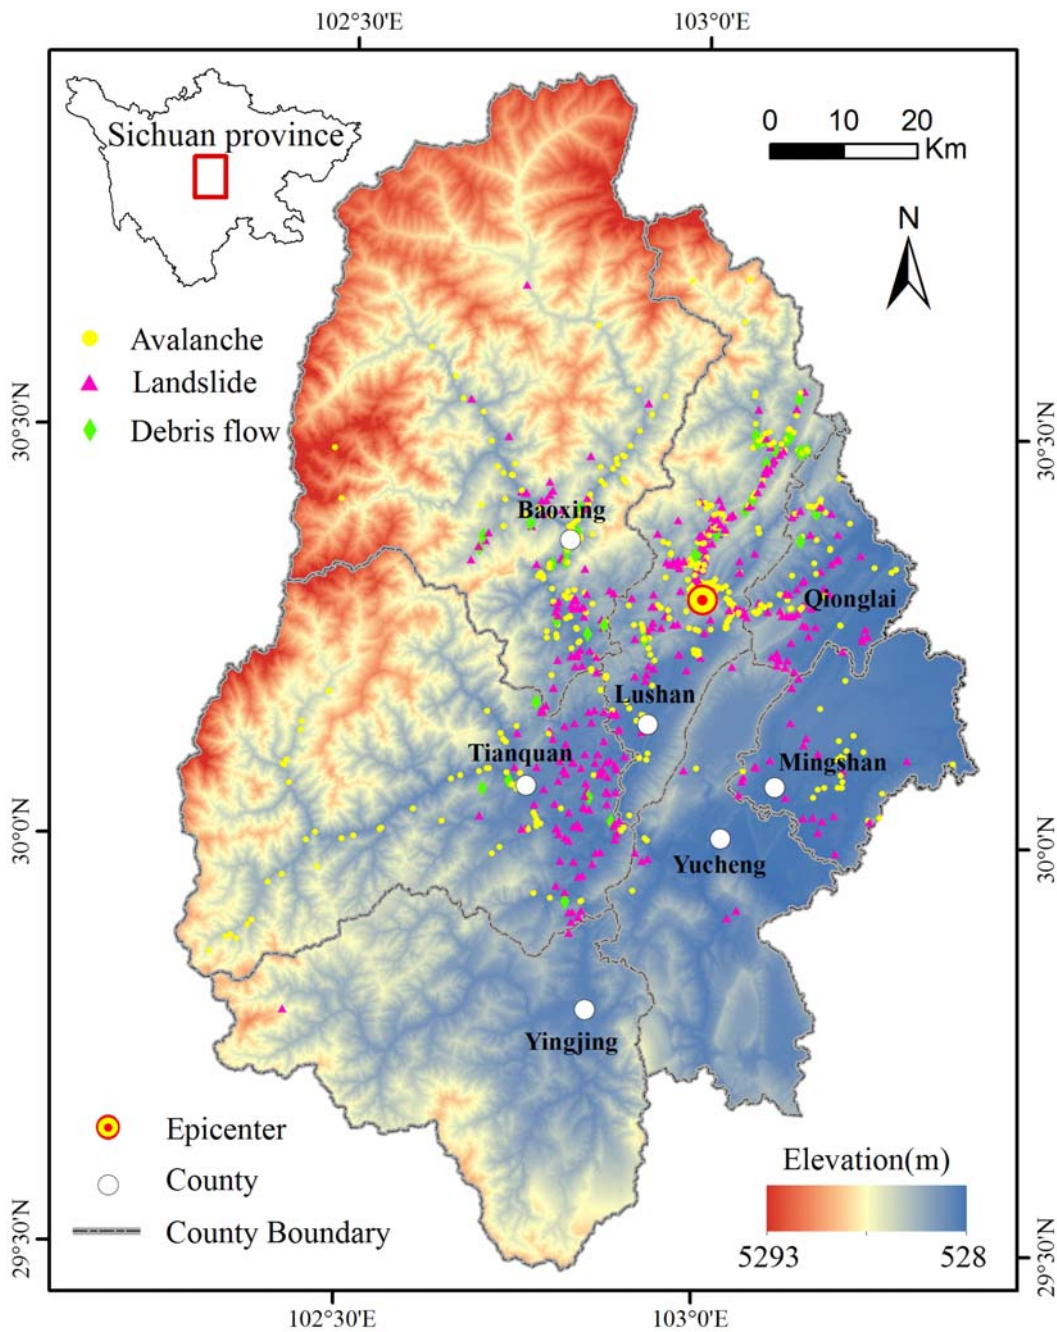 102°30'E 103°0'E
Sichuan province
0 10 20
Km
N
Avalanche
Landslide
Debris flow
30°30'N
30°30'N
Baoxing
Qionglai
Lushan
Tianquan
Mingshan
30°0'N
30°0'N
Yucheng
Yingjing
Epicenter
County
County Boundary
Elevation(m)
5293 528
29°30'N
29°30'N
102°30'E 103°0'E